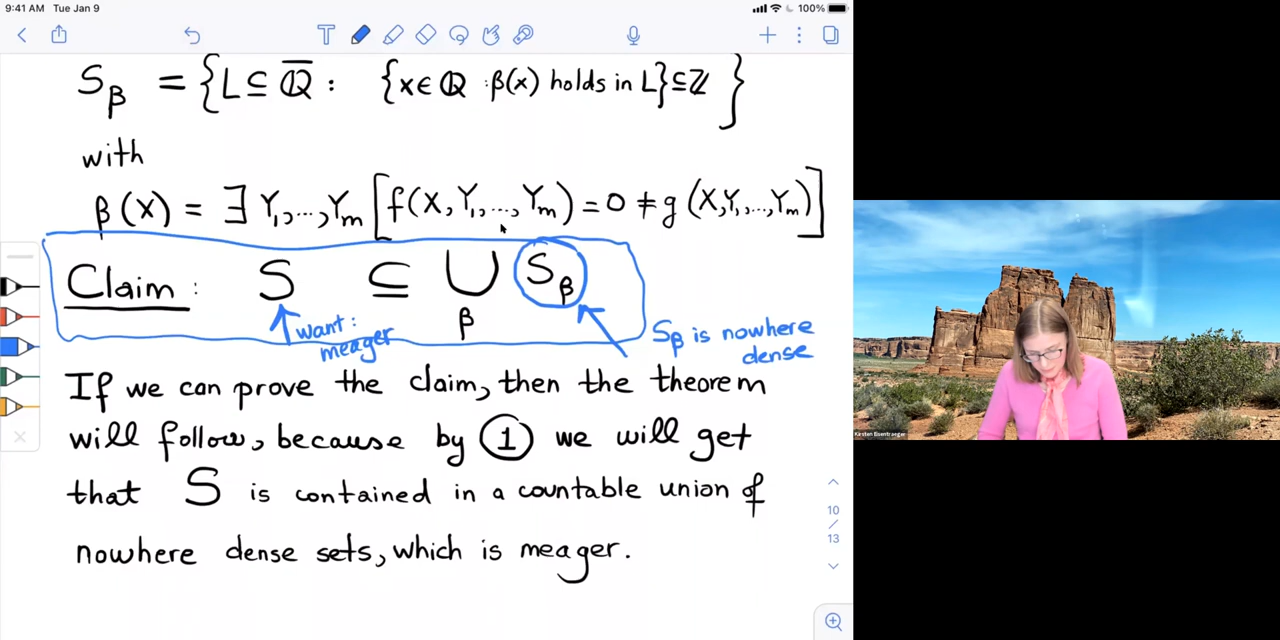 9:41 AM Tue Jan 9
100%
T
S_β = {L ⊆ Q̅ : {x ∈ Q : β(x) holds in L} ⊆ ℤ }
with
β(X) = ∃ Y₁,...,Yₘ [f(X,Y₁,...,Yₘ) = 0 ≠ g(X,Y₁,...,Yₘ)]
Claim : S ⊆ ⋃_β S_β
want: meager
S_β is nowhere dense
If we can prove the claim, then the theorem
will follow, because by ① we will get
that S is contained in a countable union of
nowhere dense sets, which is meager.
10
/
13
Kirsten Eisentraeger